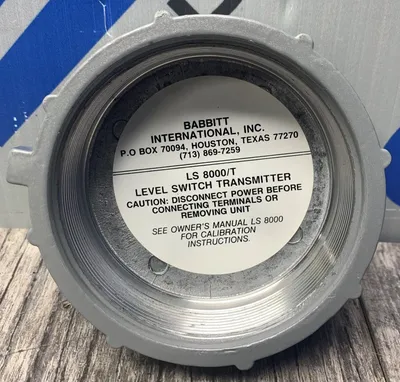 BABBITT
INTERNATIONAL, INC.
P.O BOX 70094, HOUSTON, TEXAS 77270
(713) 869-7259
LS 8000/T
LEVEL SWITCH TRANSMITTER
CAUTION: DISCONNECT POWER BEFORE
CONNECTING TERMINALS OR
REMOVING UNIT
SEE OWNER'S MANUAL LS 8000
FOR CALIBRATION
INSTRUCTIONS.